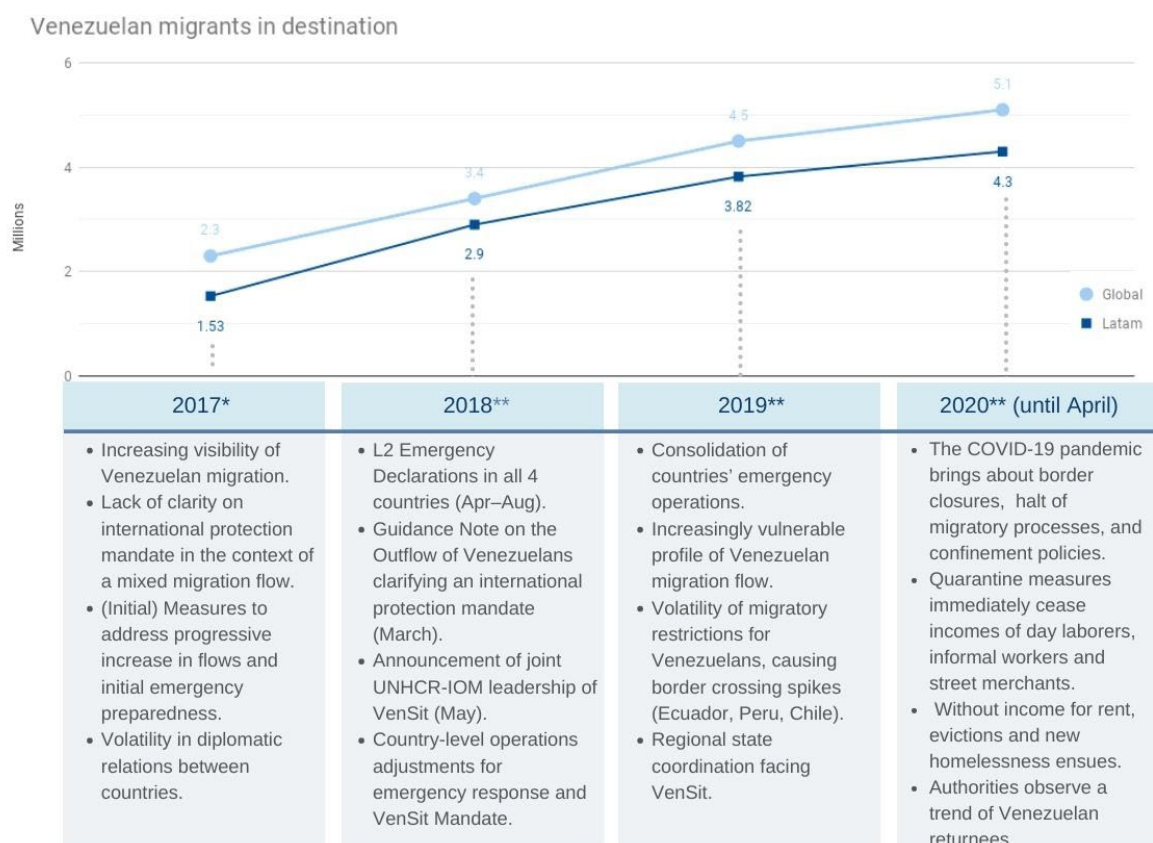 Venezuelan migrants in destination
6
4
2
0
Millions
2.3
3.4
4.5
5.1
1.53
2.9
3.82
4.3
Global
Latam
2017*
• Increasing visibility of
Venezuelan migration.
• Lack of clarity on
international protection
mandate in the context of
a mixed migration flow.
• (Initial) Measures to
address progressive
increase in flows and
initial emergency
preparedness.
• Volatility in diplomatic
relations between
countries.
2018**
• L2 Emergency
Declarations in all 4
countries (Apr–Aug).
• Guidance Note on the
Outflow of Venezuelans
clarifying an international
protection mandate
(March).
• Announcement of joint
UNHCR-IOM leadership of
VenSit (May).
• Country-level operations
adjustments for
emergency response and
VenSit Mandate.
2019**
• Consolidation of
countries’ emergency
operations.
• Increasingly vulnerable
profile of Venezuelan
migration flow.
• Volatility of migratory
restrictions for
Venezuelans, causing
border crossing spikes
(Ecuador, Peru, Chile).
• Regional state
coordination facing
VenSit.
2020** (until April)
• The COVID-19 pandemic
brings about border
closures, halt of
migratory processes, and
confinement policies.
• Quarantine measures
immediately cease
incomes of day laborers,
informal workers and
street merchants.
• Without income for rent,
evictions and new
homelessness ensues.
• Authorities observe a
trend of Venezuelan
returnees